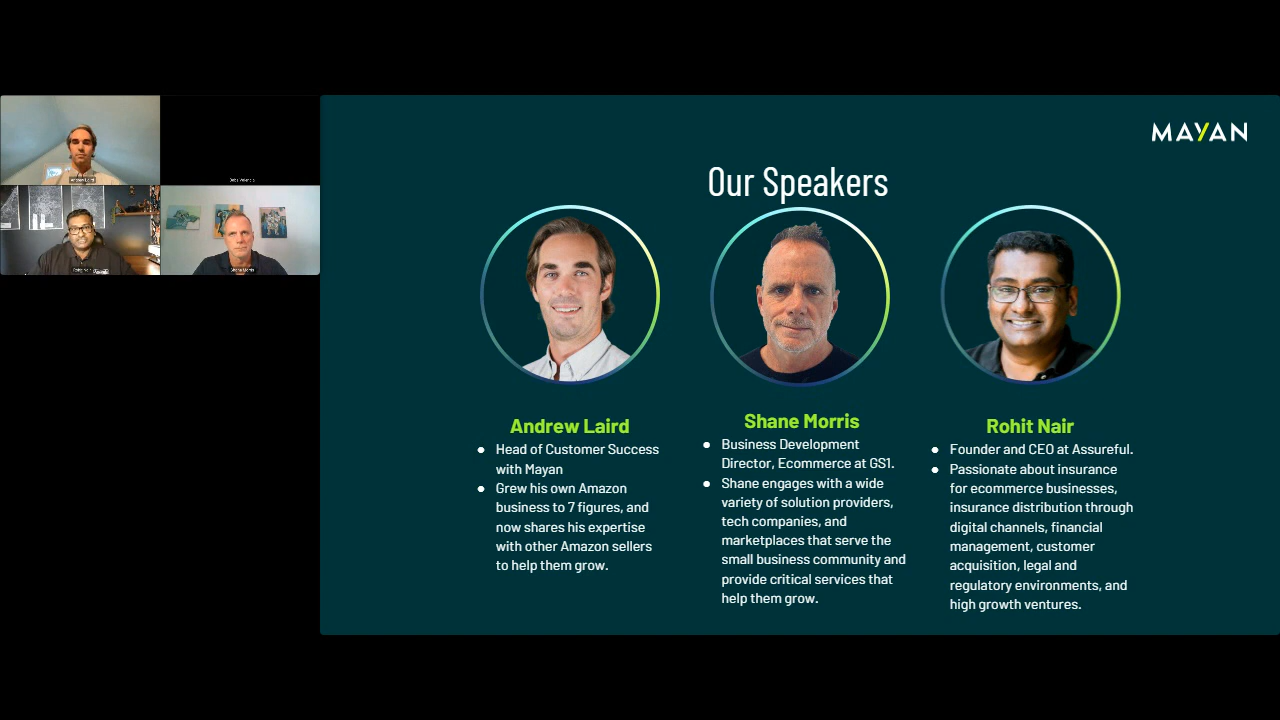 MAYAN
Our Speakers
Andrew Laird
Head of Customer Success
with Mayan
Grew his own Amazon
business to 7 figures, and
now shares his expertise
with other Amazon sellers
to help them grow.
Shane Morris
Business Development
Director, Ecommerce at GS1.
Shane engages with a wide
variety of solution providers,
tech companies, and
marketplaces that serve the
small business community and
provide critical services that
help them grow.
Rohit Nair
Founder and CEO at Assureful.
Passionate about insurance
for ecommerce businesses,
insurance distribution through
digital channels, financial
management, customer
acquisition, legal and
regulatory environments, and
high growth ventures.
Andrew Laird
Shane Morris